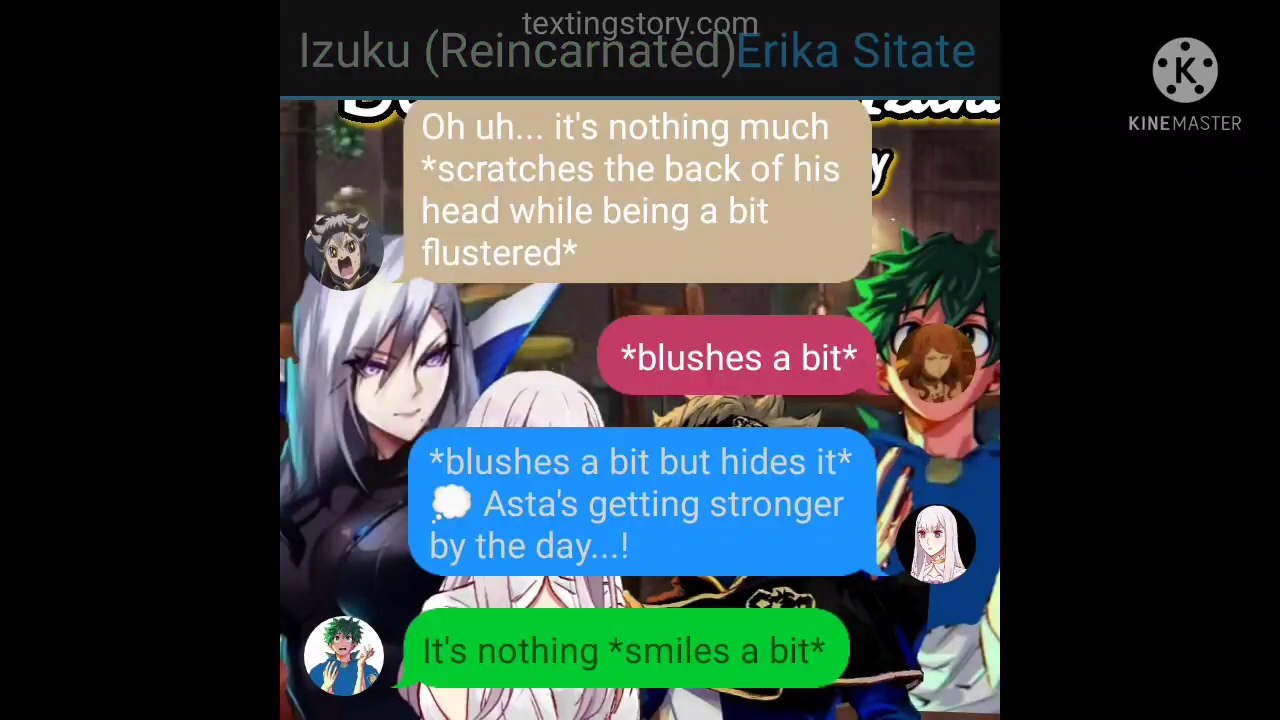 textingstory.com
Izuku (Reincarnated)Erika Sitate
KINEMASTER
Oh uh... it's nothing much
*scratches the back of his
head while being a bit
flustered*
*blushes a bit*
*blushes a bit but hides it*
💭 Asta's getting stronger
by the day...!
It's nothing *smiles a bit*